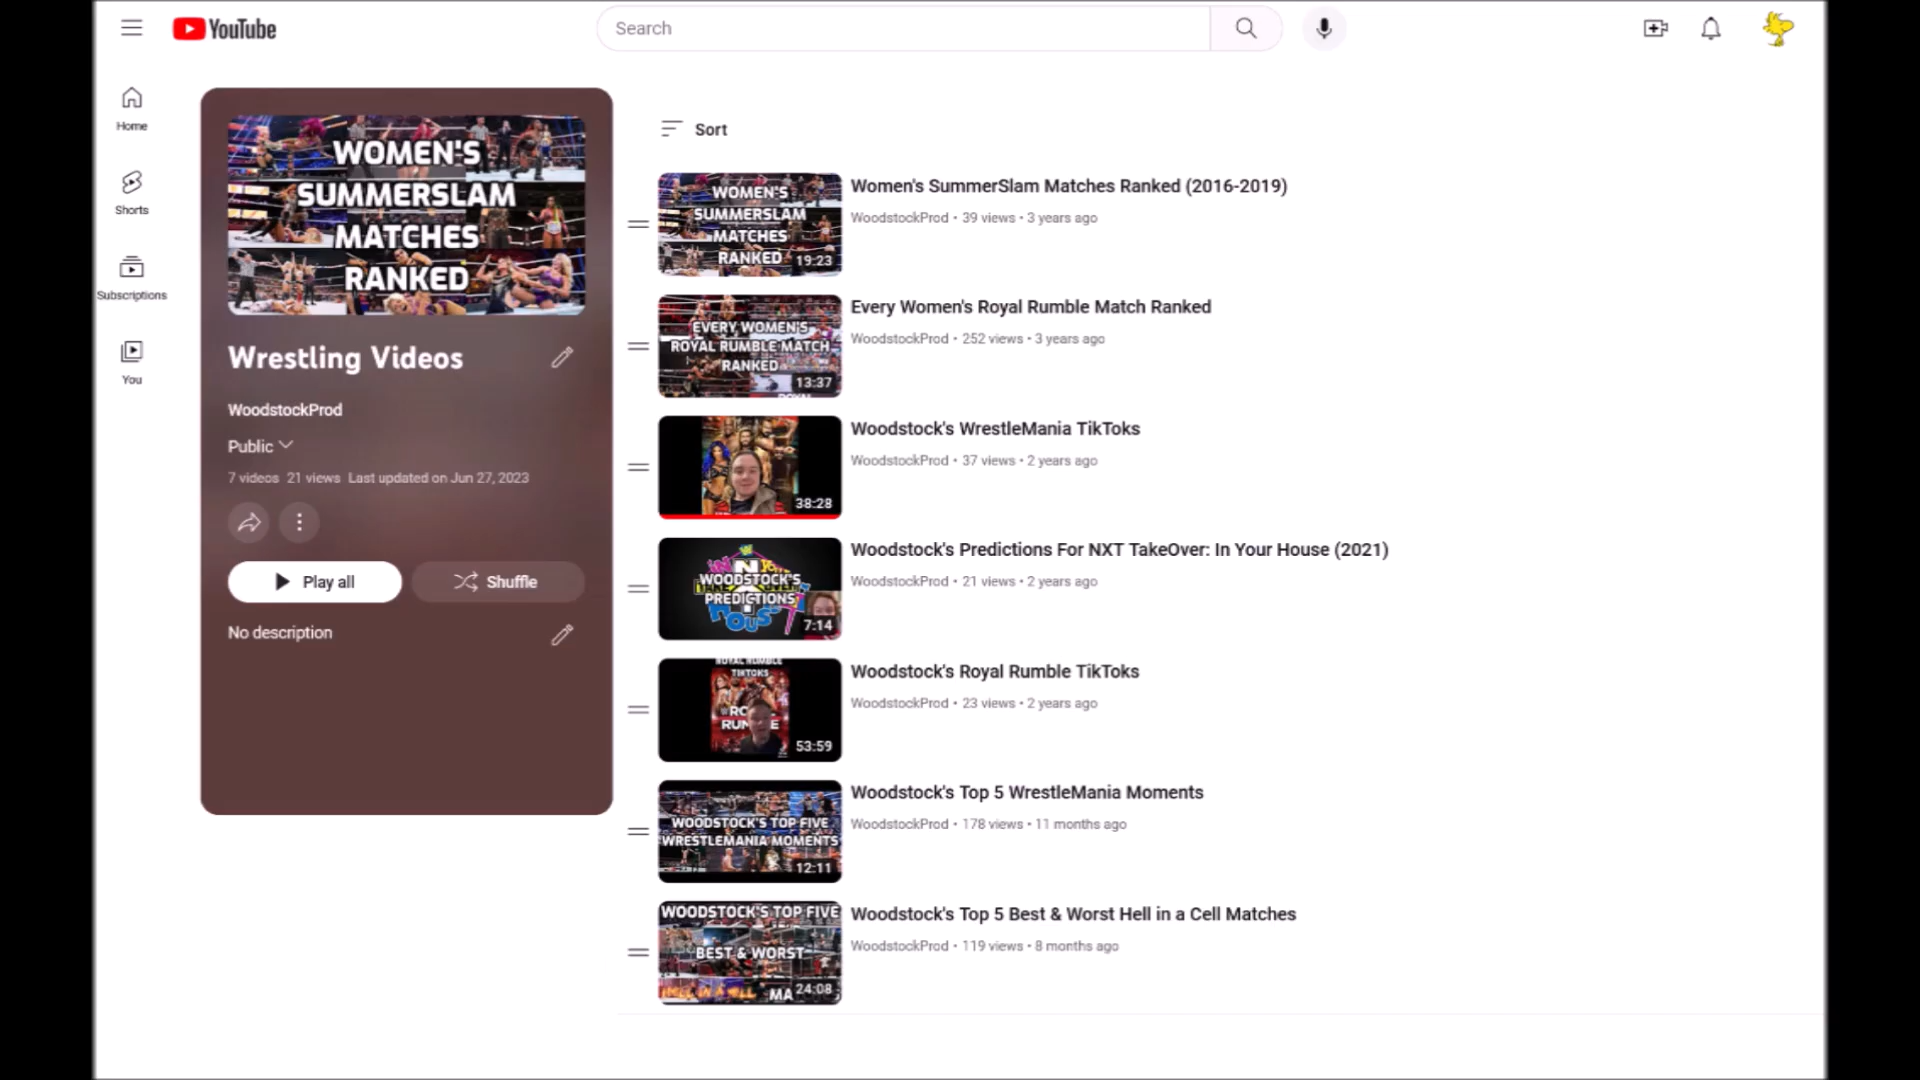 YouTube
Search
Home
Shorts
Subscriptions
You
WOMEN'S
SUMMERSLAM
MATCHES
RANKED
Wrestling Videos
WoodstockProd
Public
7 videos 21 views Last updated on Jun 27, 2023
Play all
Shuffle
No description
Sort
WOMEN'S
SUMMERSLAM
MATCHES
RANKED
19:23
Women's SummerSlam Matches Ranked (2016-2019)
WoodstockProd • 39 views • 3 years ago
EVERY WOMEN'S
ROYAL RUMBLE MATCH
RANKED
13:37
Every Women's Royal Rumble Match Ranked
WoodstockProd • 252 views • 3 years ago
38:28
Woodstock's WrestleMania TikToks
WoodstockProd • 37 views • 2 years ago
WOODSTOCK'S
PREDICTIONS
7:14
Woodstock's Predictions For NXT TakeOver: In Your House (2021)
WoodstockProd • 21 views • 2 years ago
ROYAL RUMBLE
TIKTOKS
53:59
Woodstock's Royal Rumble TikToks
WoodstockProd • 23 views • 2 years ago
WOODSTOCK'S TOP FIVE
WRESTLEMANIA MOMENTS
12:11
Woodstock's Top 5 WrestleMania Moments
WoodstockProd • 178 views • 11 months ago
WOODSTOCK'S TOP FIVE
BEST & WORST
HELL IN A CELL
24:08
Woodstock's Top 5 Best & Worst Hell in a Cell Matches
WoodstockProd • 119 views • 8 months ago